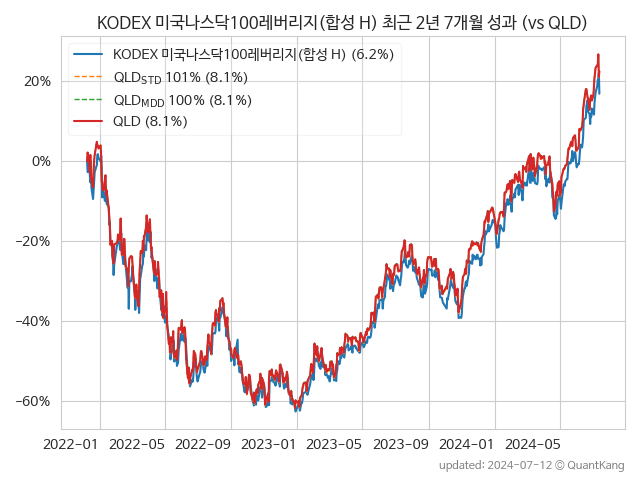 KODEX 미국나스닥100레버리지(합성 H) 최근 2년 7개월 성과 (vs QLD)
KODEX 미국나스닥100레버리지(합성 H) (6.2%)
QLD_STD 101% (8.1%)
QLD_MDD 100% (8.1%)
QLD (8.1%)
20%
0%
−20%
−40%
−60%
2022-01 2022-05 2022-09 2023-01 2023-05 2023-09 2024-01 2024-05
updated: 2024-07-12 © QuantKang